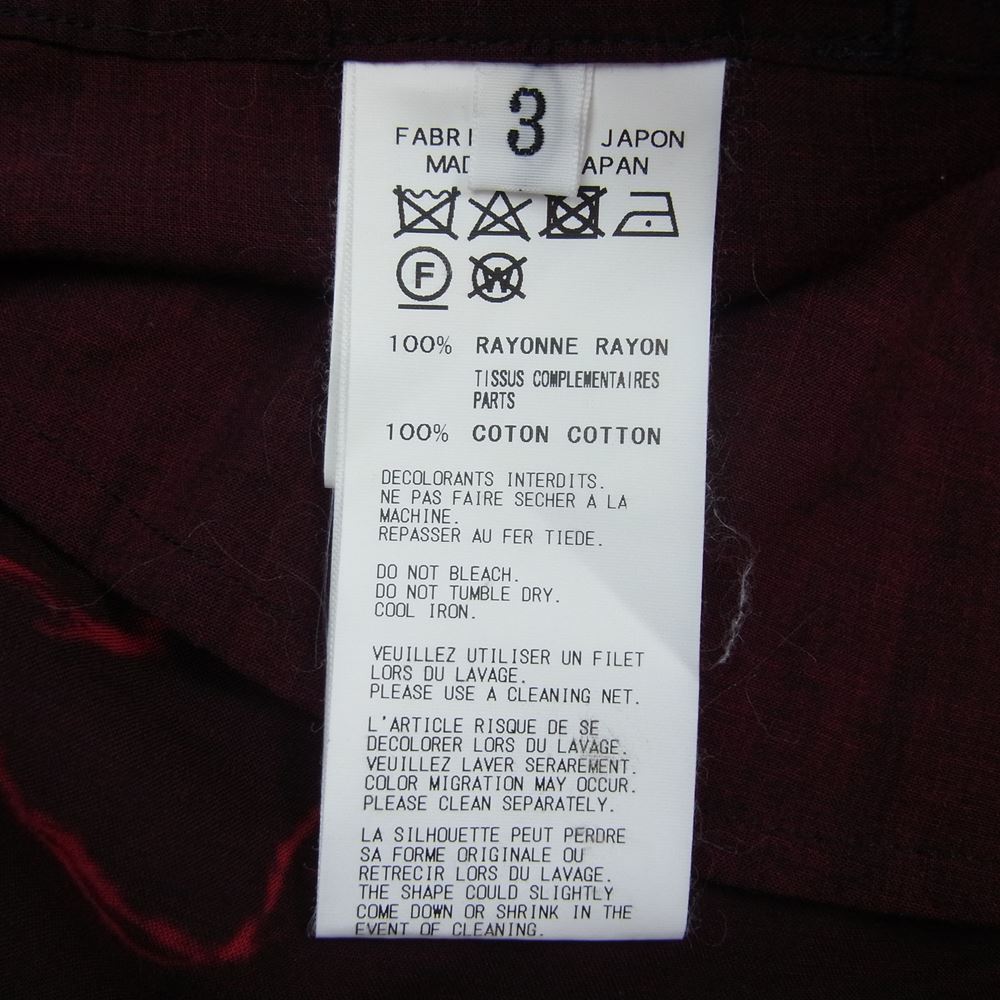 3
FABRI JAPON
MAD APAN
F
W
100% RAYONNE RAYON
TISSUS COMPLEMENTAIRES
PARTS
100% COTON COTTON
DECOLORANTS INTERDITS.
NE PAS FAIRE SECHER A LA
MACHINE.
REPASSER AU FER TIEDE.
DO NOT BLEACH.
DO NOT TUMBLE DRY.
COOL IRON.
VEUILLEZ UTILISER UN FILET
LORS DU LAVAGE.
PLEASE USE A CLEANING NET.
L'ARTICLE RISQUE DE SE
DECOLORER LORS DU LAVAGE.
VEUILLEZ LAVER SERAREMENT.
COLOR MIGRATION MAY OCCUR.
PLEASE CLEAN SEPARATELY.
LA SILHOUETTE PEUT PERDRE
SA FORME ORIGINALE OU
RETRECIR LORS DU LAVAGE.
THE SHAPE COULD SLIGHTLY
COME DOWN OR SHRINK IN THE
EVENT OF CLEANING.